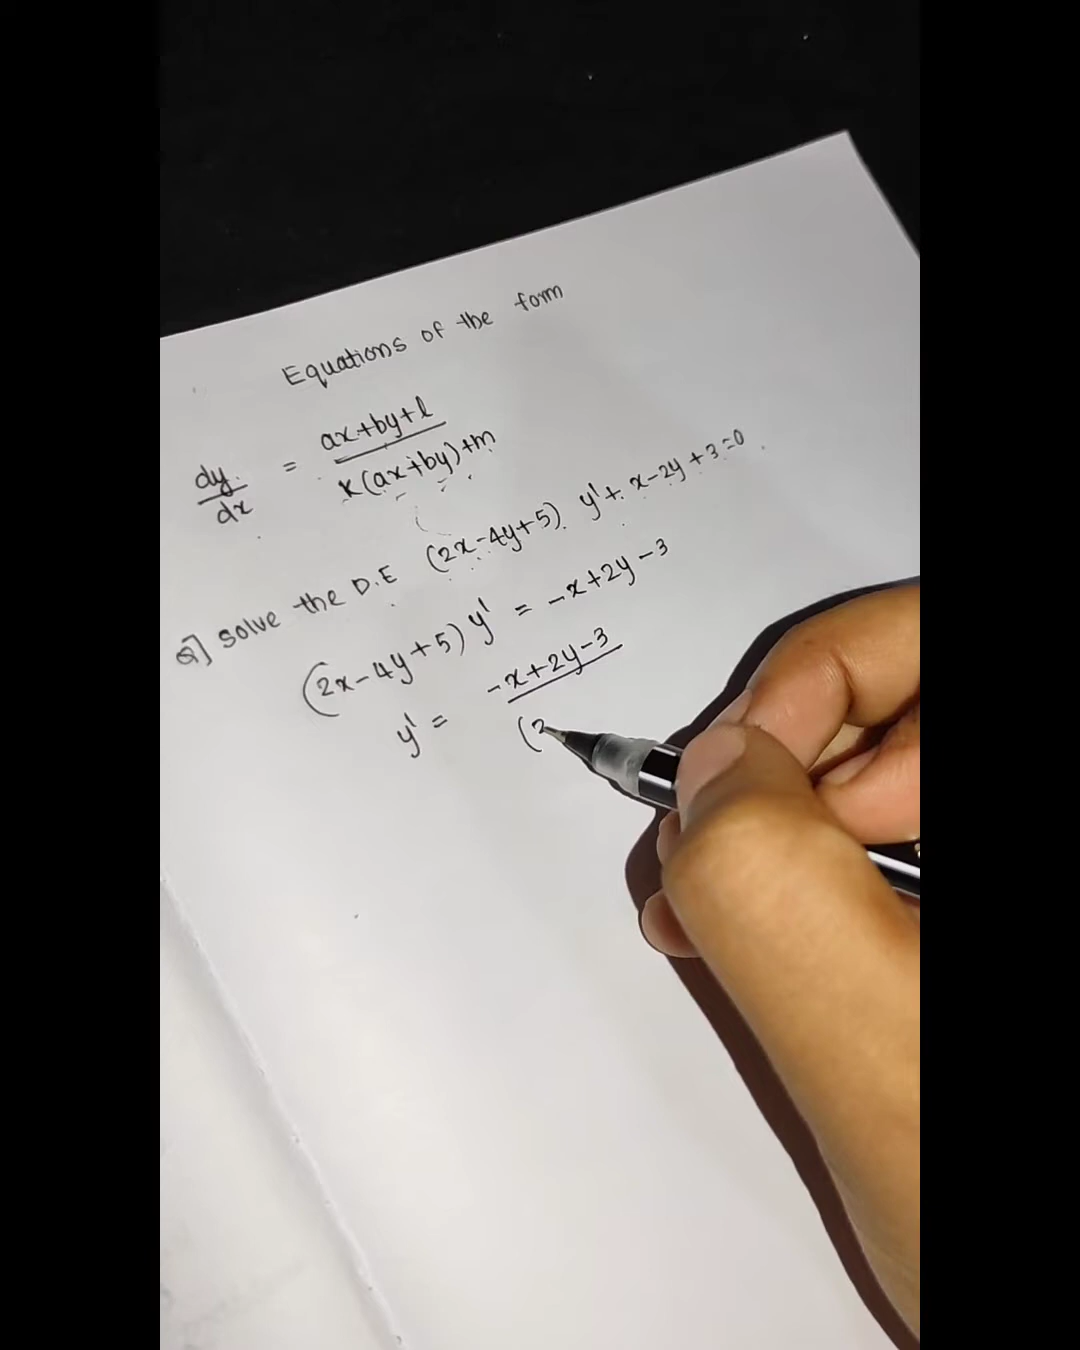 Equations of the form
dy/dx = ax+by+l / k(ax+by)+m
Q] Solve the D.E (2x-4y+5) y' + x-2y+3=0
(2x-4y+5) y' = -x+2y-3
y' = -x+2y-3 / (2